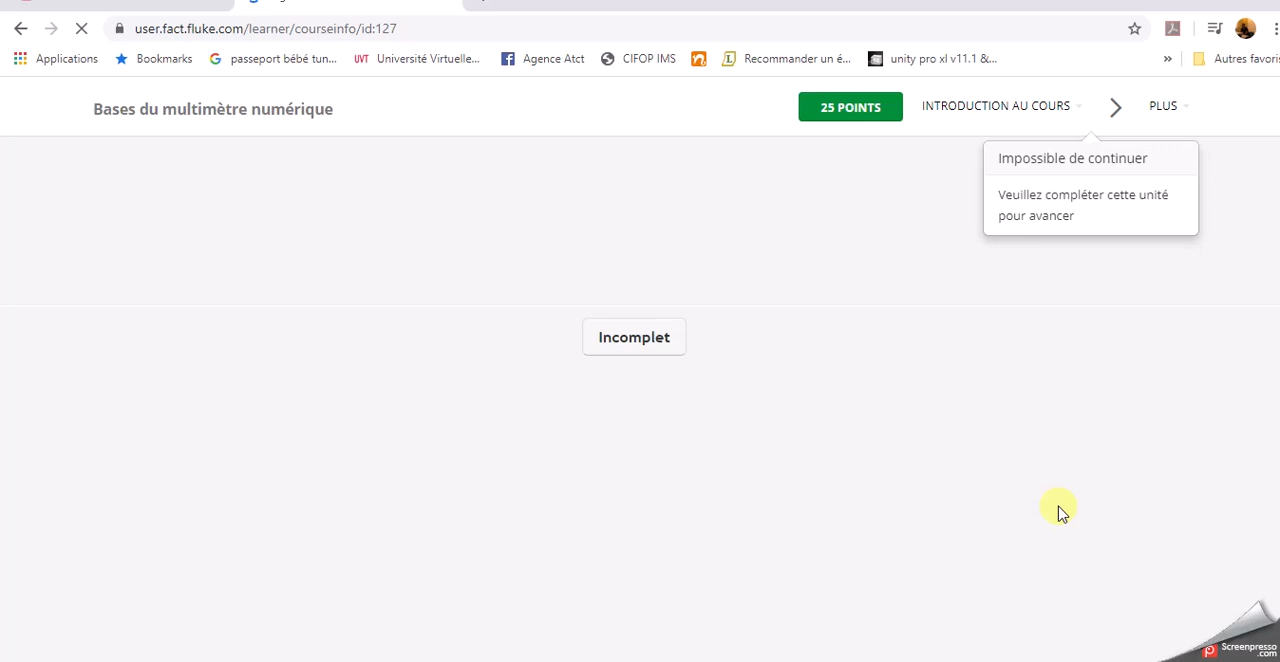 user.fact.fluke.com/learner/courseinfo/id:127
Applications Bookmarks passeport bébé tun... UVT Université Virtuelle... Agence Atct CIFOP IMS Recommander un é... unity pro xl v11.1 &... » Autres favoris
Bases du multimètre numérique 25 POINTS INTRODUCTION AU COURS PLUS
Impossible de continuer
Veuillez compléter cette unité
pour avancer
Incomplet
Screenpresso
.com